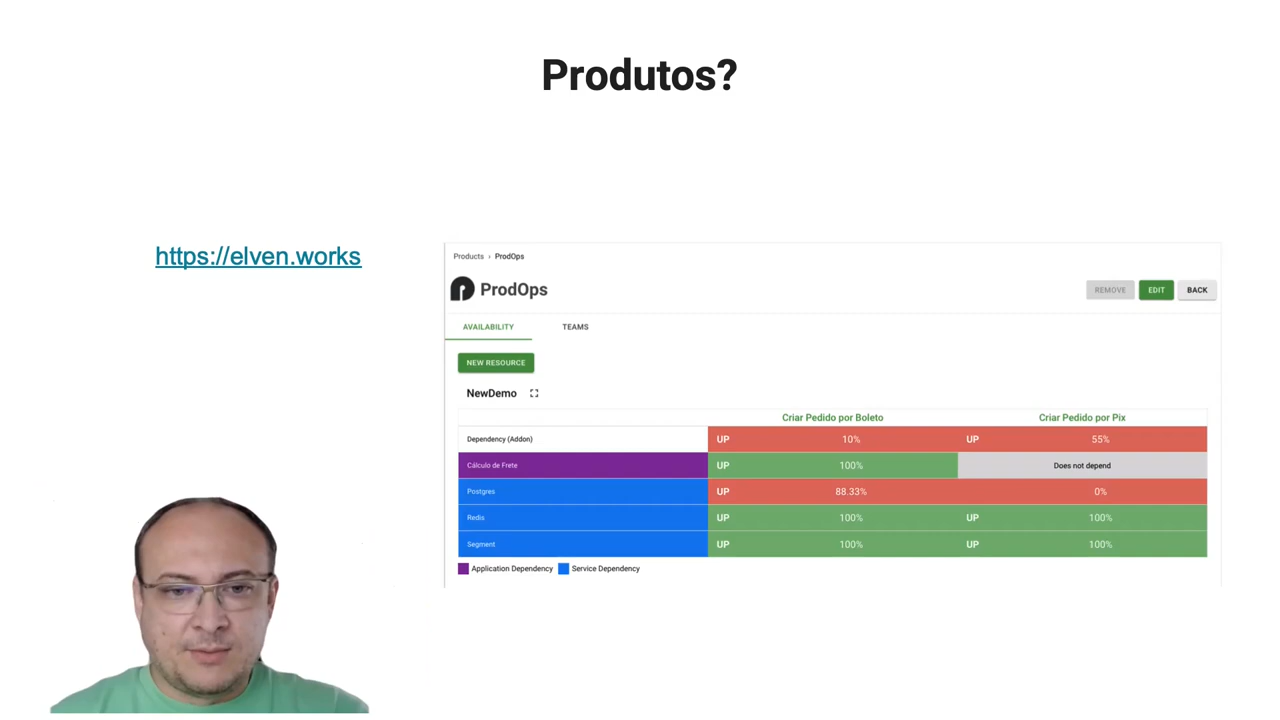 Produtos?
https://elven.works
Products › ProdOps
ProdOps
REMOVE EDIT BACK
AVAILABILITY TEAMS
NEW RESOURCE
NewDemo
Criar Pedido por Boleto Criar Pedido por Pix
Dependency (Addon) UP 10% UP 55%
Cálculo de Frete UP 100% Does not depend
Postgres UP 88.33% 0%
Redis UP 100% UP 100%
Segment UP 100% UP 100%
Application Dependency Service Dependency